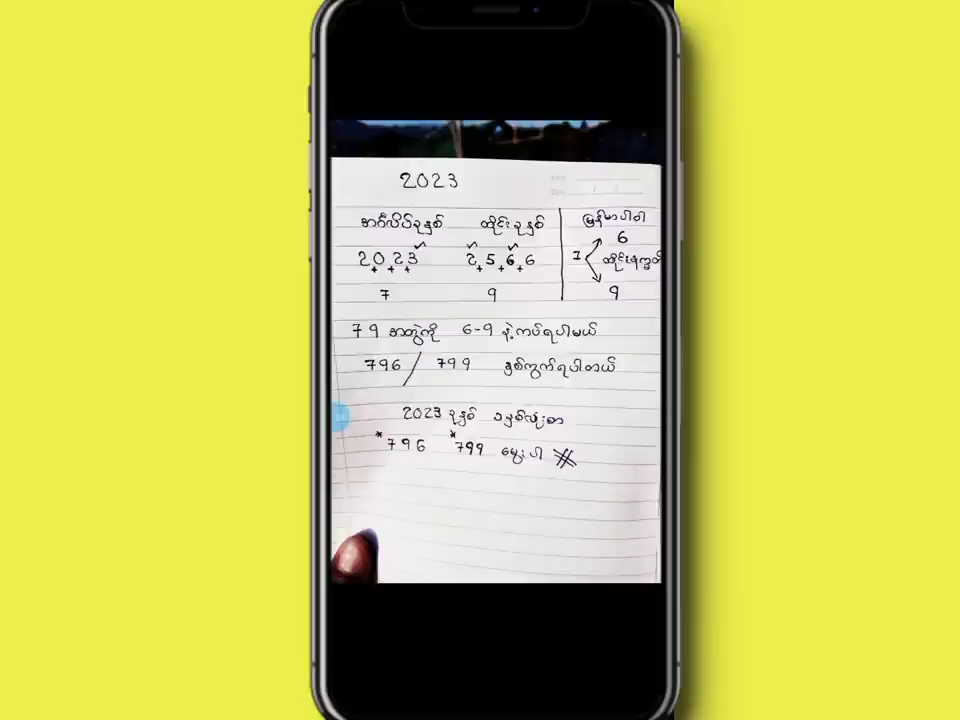 2023
အင်္ဂလိပ်ခုနှစ် ထိုင်းခုနှစ် မြန်မာပါဝါ
6
2+0+2+3 2+5+6+6 1 ထိုင်းနက္ခတ်
7 9 9
79 အတွဲကို 6-9 နဲ့ကပ်ရပါမယ်
796 / 799 နှစ်ကွက်ရပါတယ်
2023 ခုနှစ် ၁နှစ်လုံးစာ
*796 *799 မွေးပါ